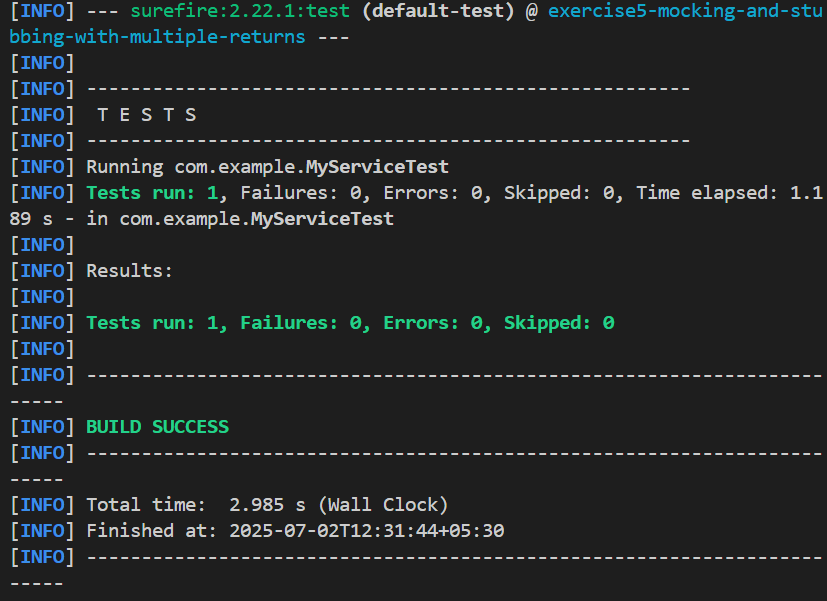 [INFO] --- surefire:2.22.1:test (default-test) @ exercise5-mocking-and-stu
bbing-with-multiple-returns ---
[INFO]
[INFO] -------------------------------------------------------
[INFO]  T E S T S
[INFO] -------------------------------------------------------
[INFO] Running com.example.MyServiceTest
[INFO] Tests run: 1, Failures: 0, Errors: 0, Skipped: 0, Time elapsed: 1.1
89 s - in com.example.MyServiceTest
[INFO]
[INFO] Results:
[INFO]
[INFO] Tests run: 1, Failures: 0, Errors: 0, Skipped: 0
[INFO]
[INFO] -------------------------------------------------------------------
-----
[INFO] BUILD SUCCESS
[INFO] -------------------------------------------------------------------
-----
[INFO] Total time:  2.985 s (Wall Clock)
[INFO] Finished at: 2025-07-02T12:31:44+05:30
[INFO] -------------------------------------------------------------------
-----